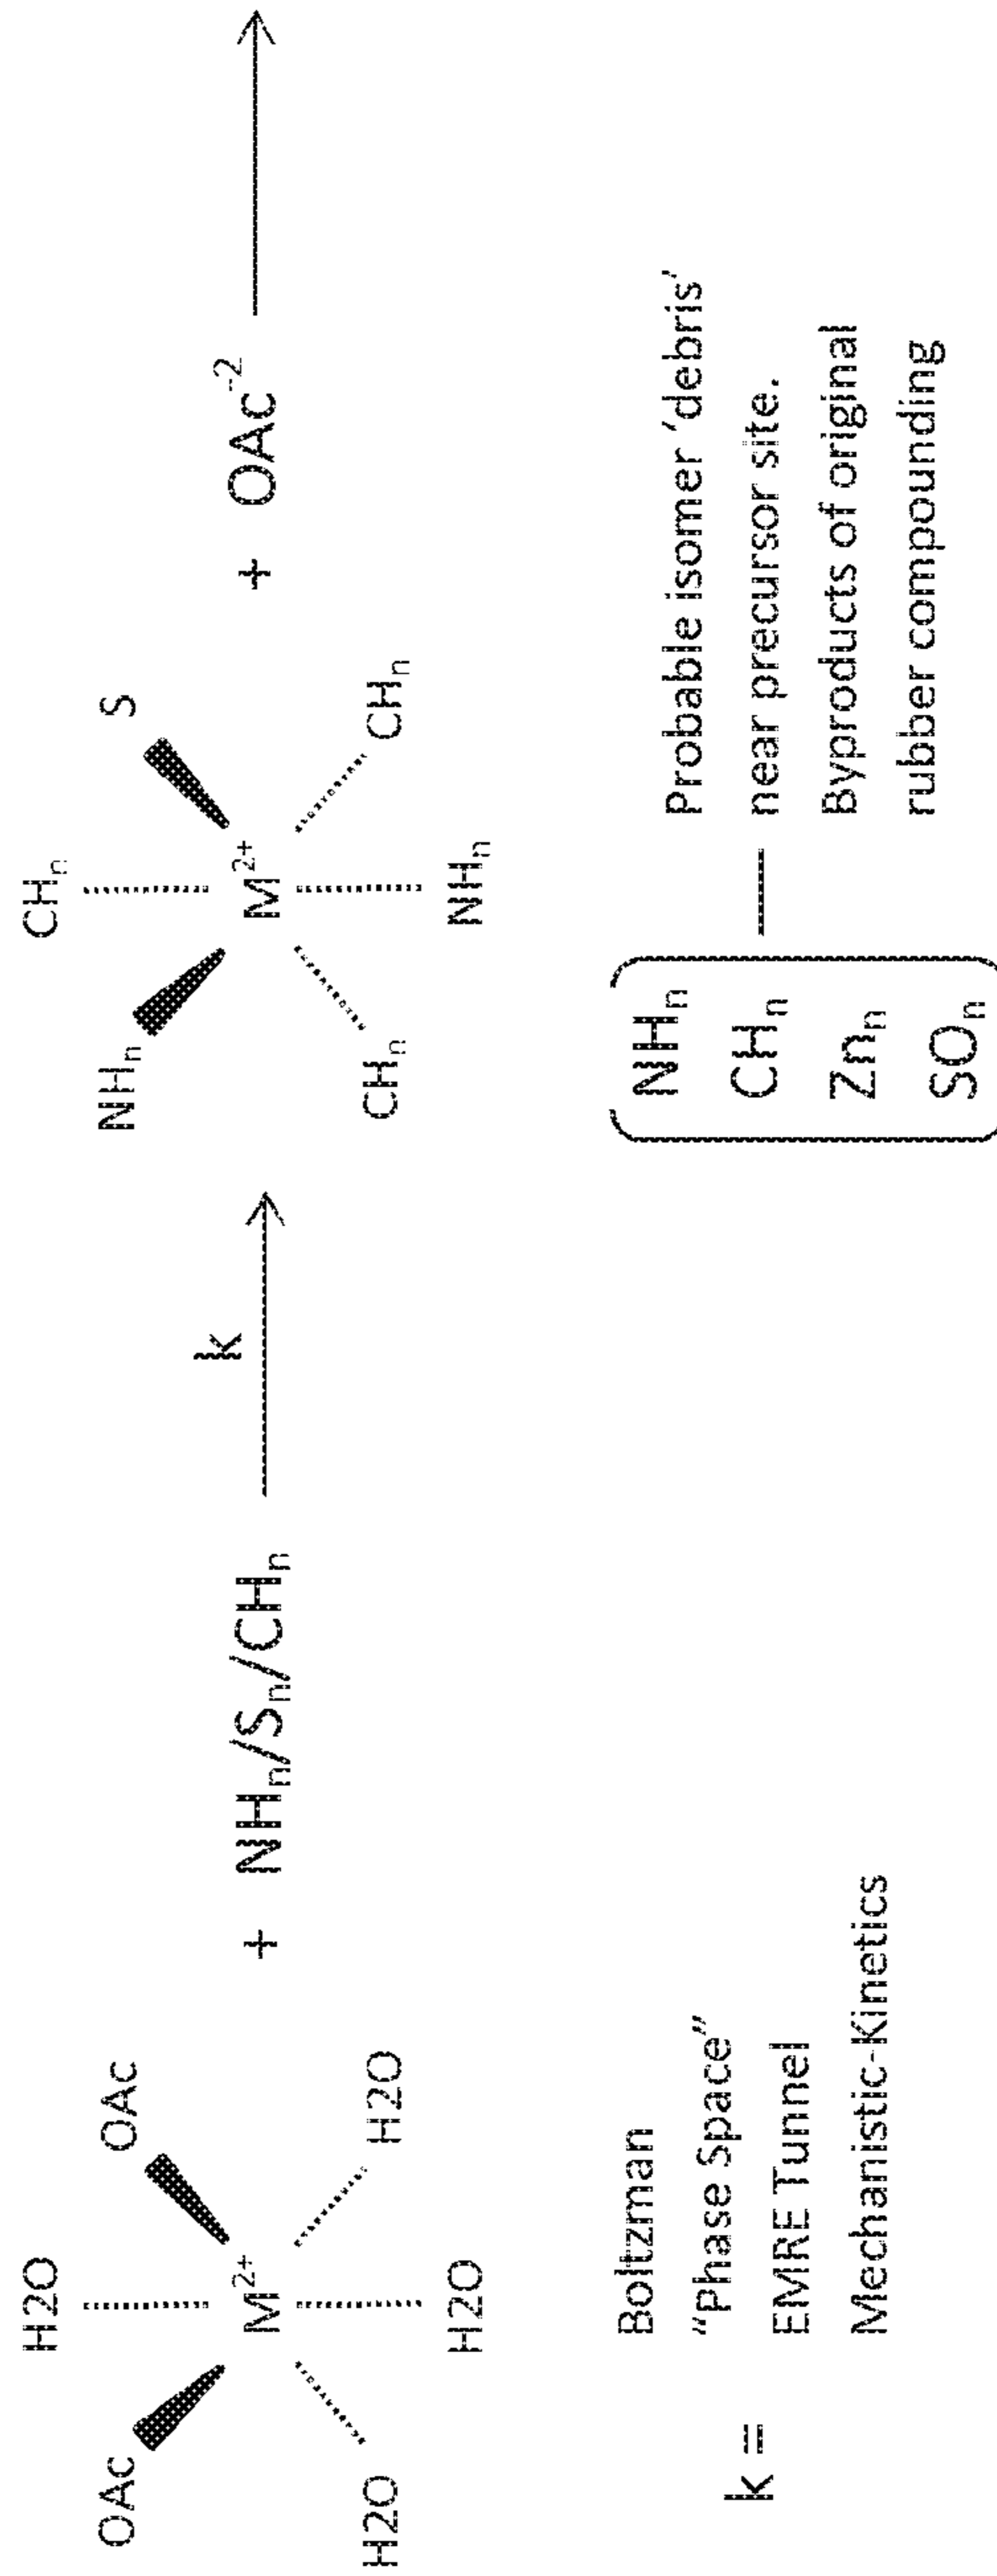 H2O
OAc
OAc
M²⁺
H2O
H2O
H2O
+ NHₙ/Sₙ/CHₙ
k
CHₙ
NHₙ
S
M²⁺
CHₙ
CHₙ
NHₙ
+ OAc⁻²
k =
Boltzman
“Phase Space”
EMRE Tunnel
Mechanistic-Kinetics
NHₙ
CHₙ
Znₙ
SOₙ
Probable isomer ‘debris’
near precursor site.
Byproducts of original
rubber compounding